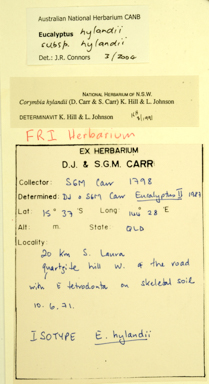 Australian National Herbarium CANB
Eucalyptus hylandii
subsp. hylandii
Det.: J.R. Connors 3/2004
NATIONAL HERBARIUM OF N.S.W.
Corymbia hylandii (D. Carr & S. Carr) K. Hill & L. Johnson
DETERMINAVIT K. Hill & L. Johnson
FRI Herbarium
EX HERBARIUM
D.J. & S.G.M. CARR
Collector: SGM Carr 1798
Determined: DJ & SGM Carr Eucalyptus II 1987
Lat: 15° 37' S Long: 144° 28' E
Alt: m. State: QLD
Locality:
20 Km S. Laura
quartzite hill W. of the road
with E tetrodonta on skeletal soil
10. 6. 71.
ISOTYPE E. hylandii